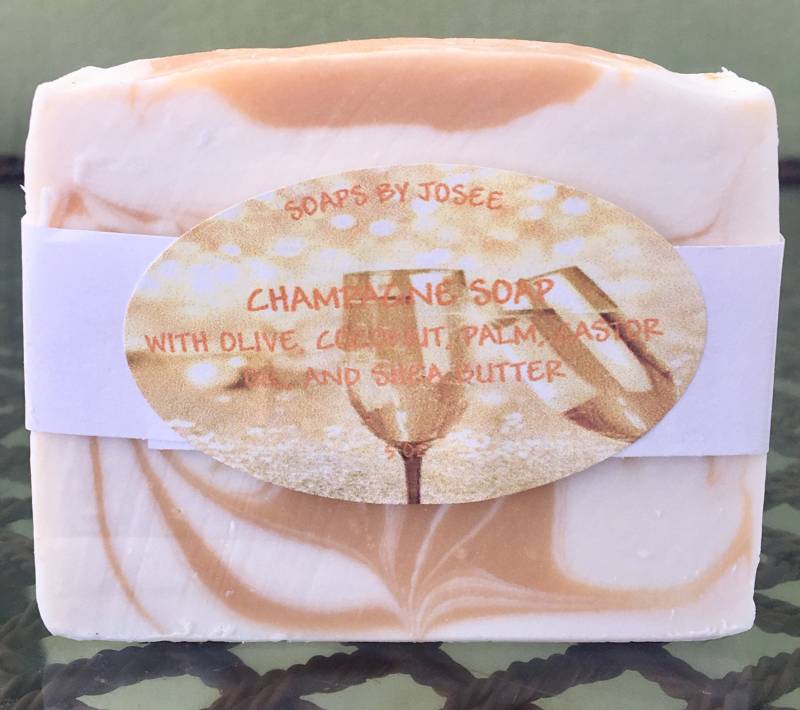 SOAPS BY JOSEE
CHAMPAGNE SOAP
WITH OLIVE, COCONUT, PALM, CASTOR
OIL, AND SHEA BUTTER